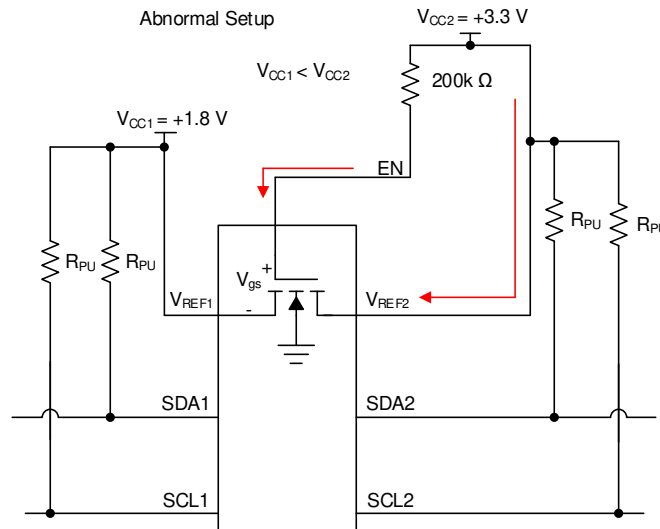 Abnormal Setup
VCC2 = +3.3 V
VCC1 < VCC2
200k Ω
VCC1 = +1.8 V
EN
RPU
RPU
RPU
Vgs
+
-
VREF1
VREF2
SDA1
SDA2
SCL1
SCL2